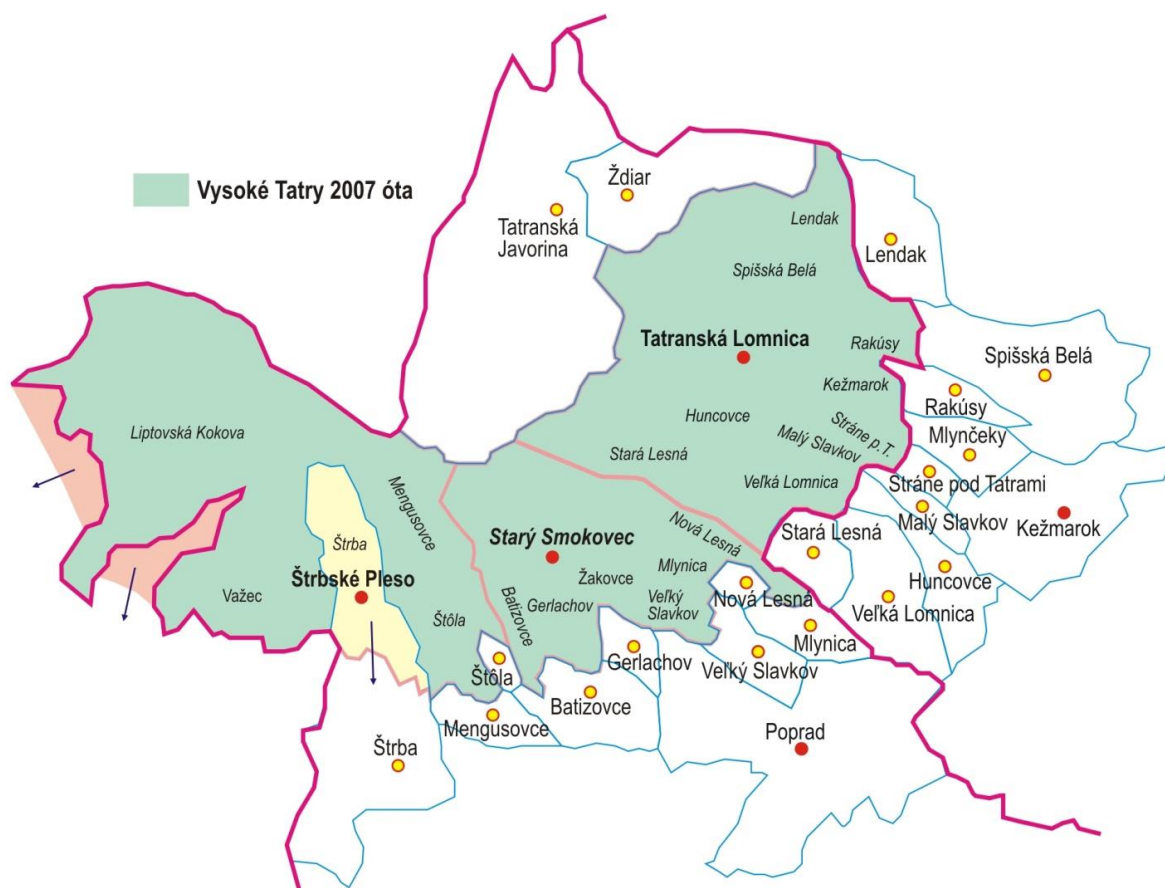 Vysoké Tatry 2007 óta
Ždiar
Tatranská
Javorina
Lendak
Lendak
Spišská Belá
Tatranská Lomnica
Rakúsy
Spišská Belá
Kežmarok
Rakúsy
Huncovce
Stráne p.T.
Mlynčeky
Liptovská Kokova
Malý Slavkov
Stará Lesná
Stráne pod Tatrami
Veľká Lomnica
Mengusovce
Malý Slavkov
Kežmarok
Nová Lesná
Stará Lesná
Štrba
Starý Smokovec
Mlynica
Huncovce
Štrbské Pleso
Žakovce
Nová Lesná
Veľká Lomnica
Važec
Batizovce
Gerlachov
Veľký
Slavkov
Štôla
Mlynica
Gerlachov
Veľký Slavkov
Štôla
Batizovce
Mengusovce
Poprad
Štrba